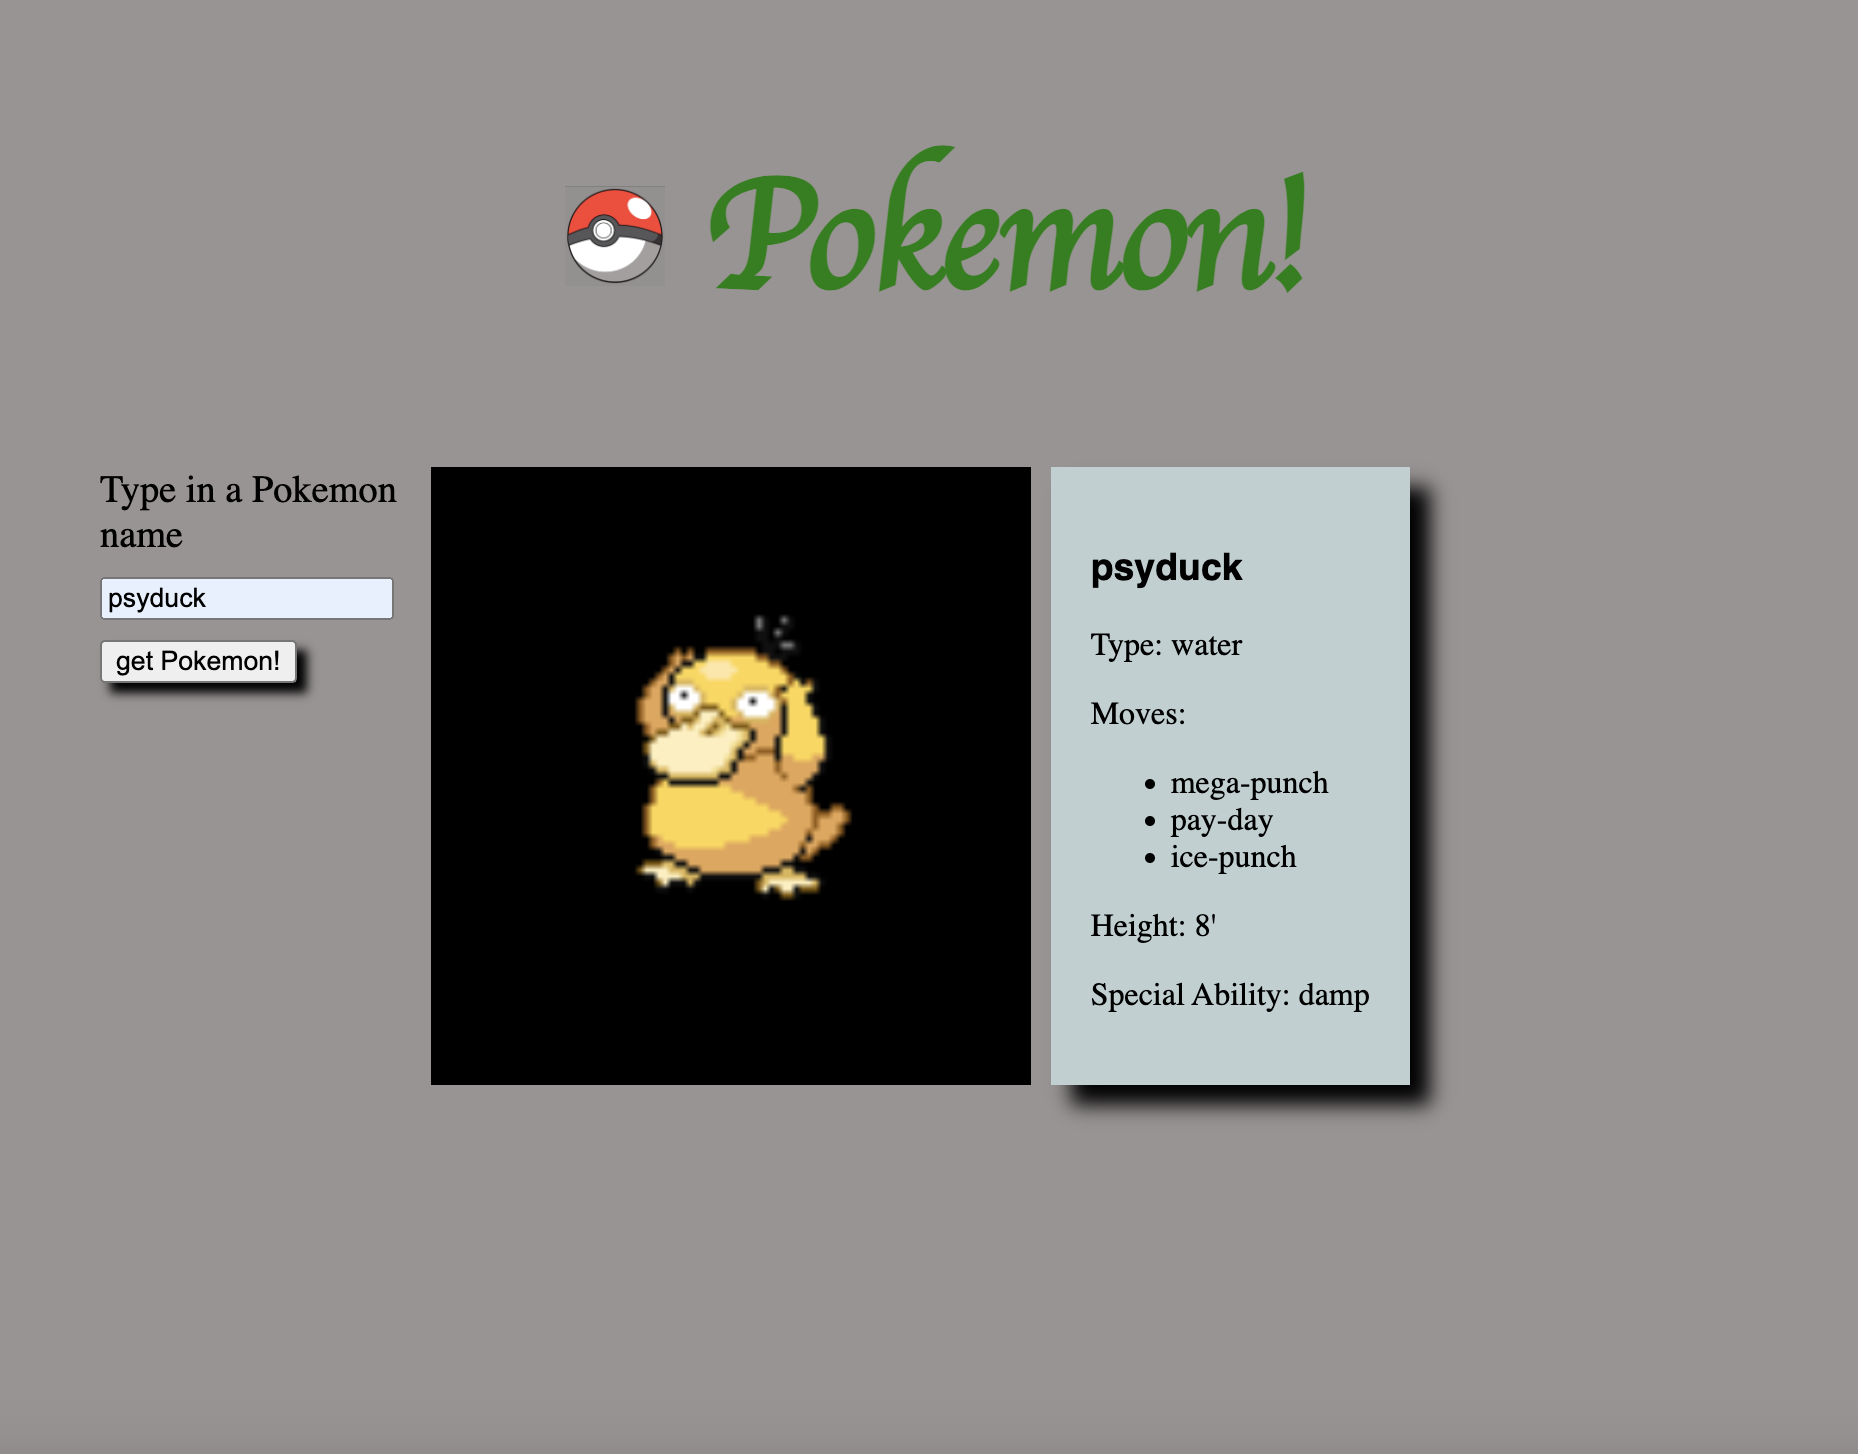 Pokemon!
Type in a Pokemon
name
psyduck
get Pokemon!
psyduck
Type: water
Moves:
• mega-punch
• pay-day
• ice-punch
Height: 8'
Special Ability: damp